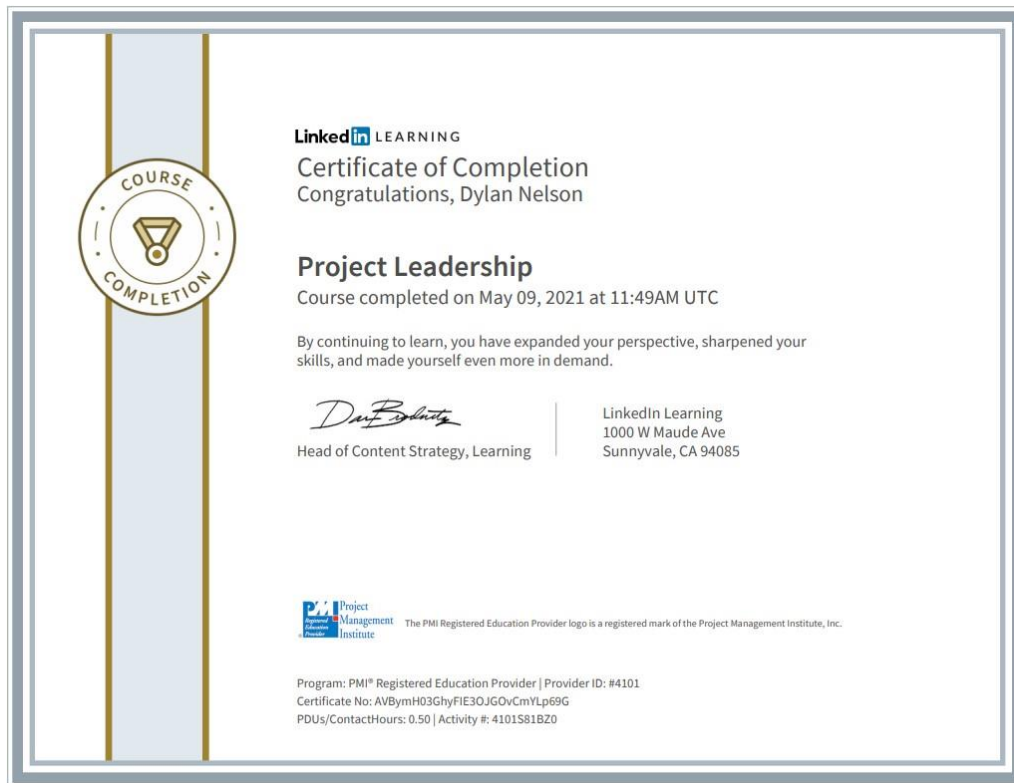 COURSE
COMPLETION
Linked in LEARNING
Certificate of Completion
Congratulations, Dylan Nelson
Project Leadership
Course completed on May 09, 2021 at 11:49AM UTC
By continuing to learn, you have expanded your perspective, sharpened your
skills, and made yourself even more in demand.
Head of Content Strategy, Learning
LinkedIn Learning
1000 W Maude Ave
Sunnyvale, CA 94085
PMI
Registered
Education
Provider
Project
Management
Institute
The PMI Registered Education Provider logo is a registered mark of the Project Management Institute, Inc.
Program: PMI® Registered Education Provider | Provider ID: #4101
Certificate No: AVBymH03GhyFIE3OJGOvCmYLp69G
PDUs/ContactHours: 0.50 | Activity #: 4101S81BZ0